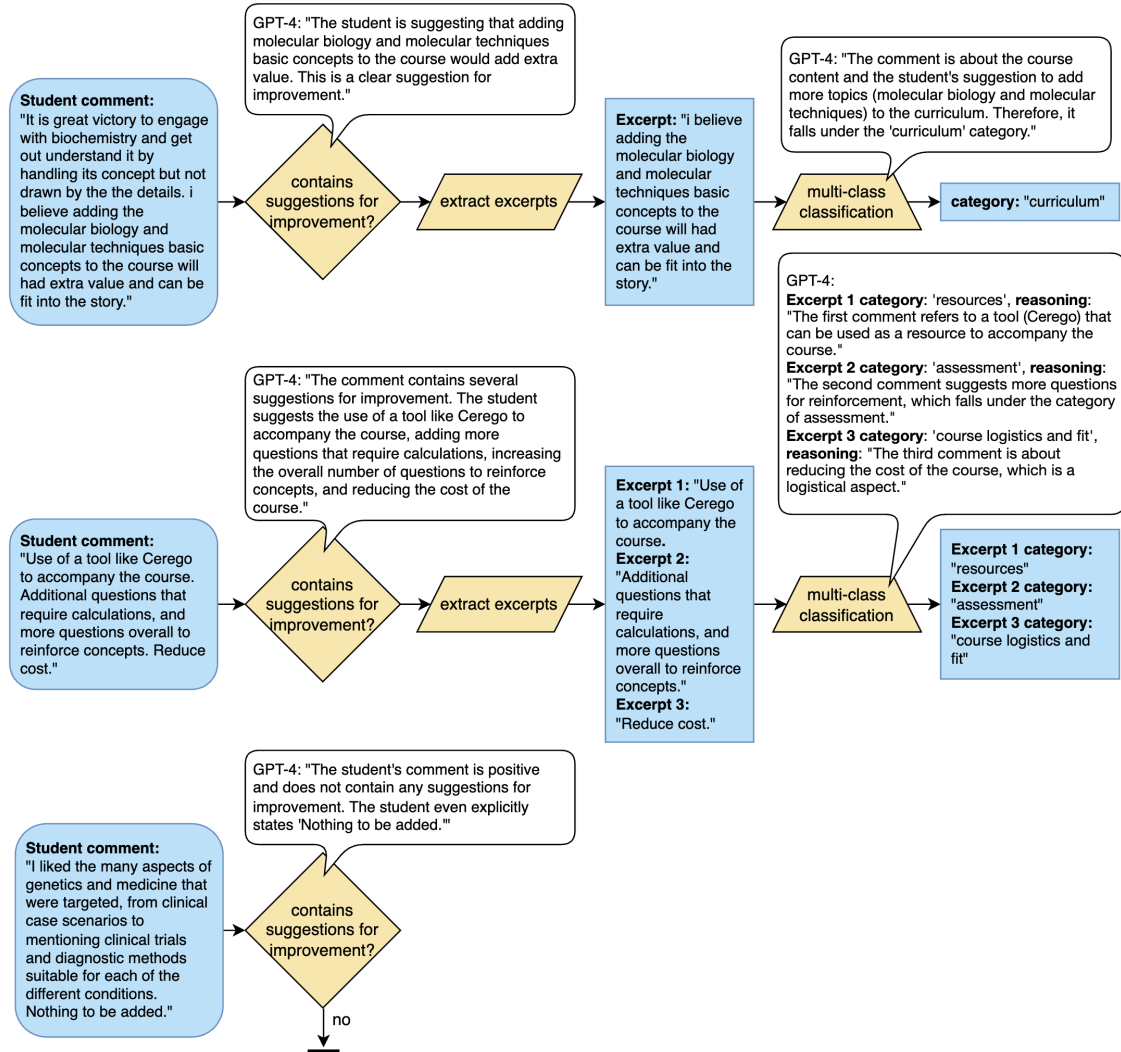 GPT-4: "The student is suggesting that adding
molecular biology and molecular techniques
basic concepts to the course would add extra
value. This is a clear suggestion for
improvement."
Student comment:
"It is great victory to engage
with biochemistry and get
out understand it by
handling its concept but not
drawn by the the details. i
believe adding the
molecular biology and
molecular techniques basic
concepts to the course will
had extra value and can be
fit into the story."
contains
suggestions for
improvement?
extract excerpts
Excerpt: "i believe
adding the
molecular biology
and molecular
techniques basic
concepts to the
course will had
extra value and
can be fit into the
story."
GPT-4: "The comment is about the course
content and the student's suggestion to add
more topics (molecular biology and molecular
techniques) to the curriculum. Therefore, it
falls under the 'curriculum' category."
multi-class
classification
category: "curriculum"
GPT-4: "The comment contains several
suggestions for improvement. The student
suggests the use of a tool like Cerego to
accompany the course, adding more
questions that require calculations, increasing
the overall number of questions to reinforce
concepts, and reducing the cost of the
course."
Student comment:
"Use of a tool like Cerego
to accompany the course.
Additional questions that
require calculations, and
more questions overall to
reinforce concepts. Reduce
cost."
contains
suggestions for
improvement?
extract excerpts
Excerpt 1: "Use of
a tool like Cerego
to accompany the
course.
Excerpt 2:
"Additional
questions that
require
calculations, and
more questions
overall to reinforce
concepts."
Excerpt 3:
"Reduce cost."
GPT-4:
Excerpt 1 category: 'resources', reasoning:
"The first comment refers to a tool (Cerego) that
can be used as a resource to accompany the
course."
Excerpt 2 category: 'assessment', reasoning:
"The second comment suggests more questions
for reinforcement, which falls under the category
of assessment."
Excerpt 3 category: 'course logistics and fit',
reasoning: "The third comment is about
reducing the cost of the course, which is a
logistical aspect."
multi-class
classification
Excerpt 1 category:
"resources"
Excerpt 2 category:
"assessment"
Excerpt 3 category:
"course logistics and
fit"
GPT-4: "The student's comment is positive
and does not contain any suggestions for
improvement. The student even explicitly
states 'Nothing to be added.'"
Student comment:
"I liked the many aspects of
genetics and medicine that
were targeted, from clinical
case scenarios to
mentioning clinical trials
and diagnostic methods
suitable for each of the
different conditions.
Nothing to be added."
contains
suggestions for
improvement?
no